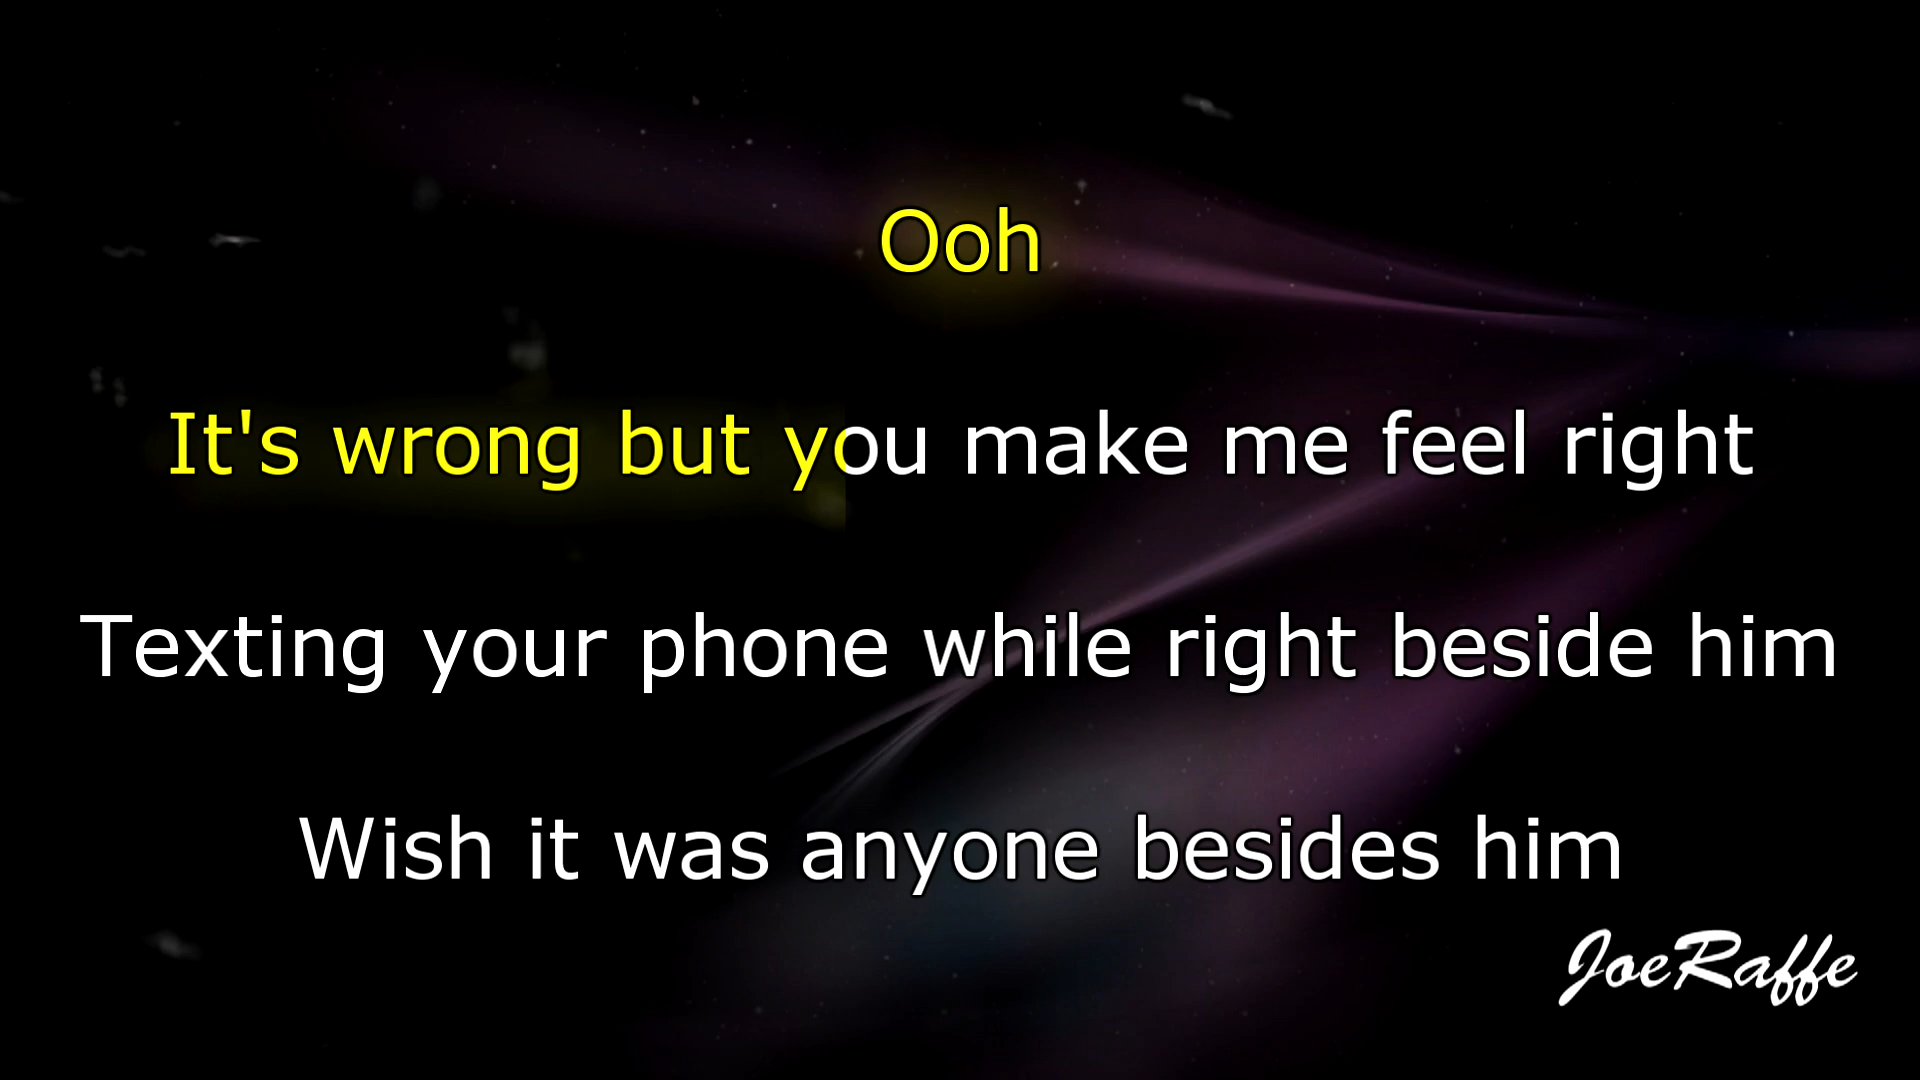 Ooh
It's wrong but you make me feel right
Texting your phone while right beside him
Wish it was anyone besides him
JoeRaffe